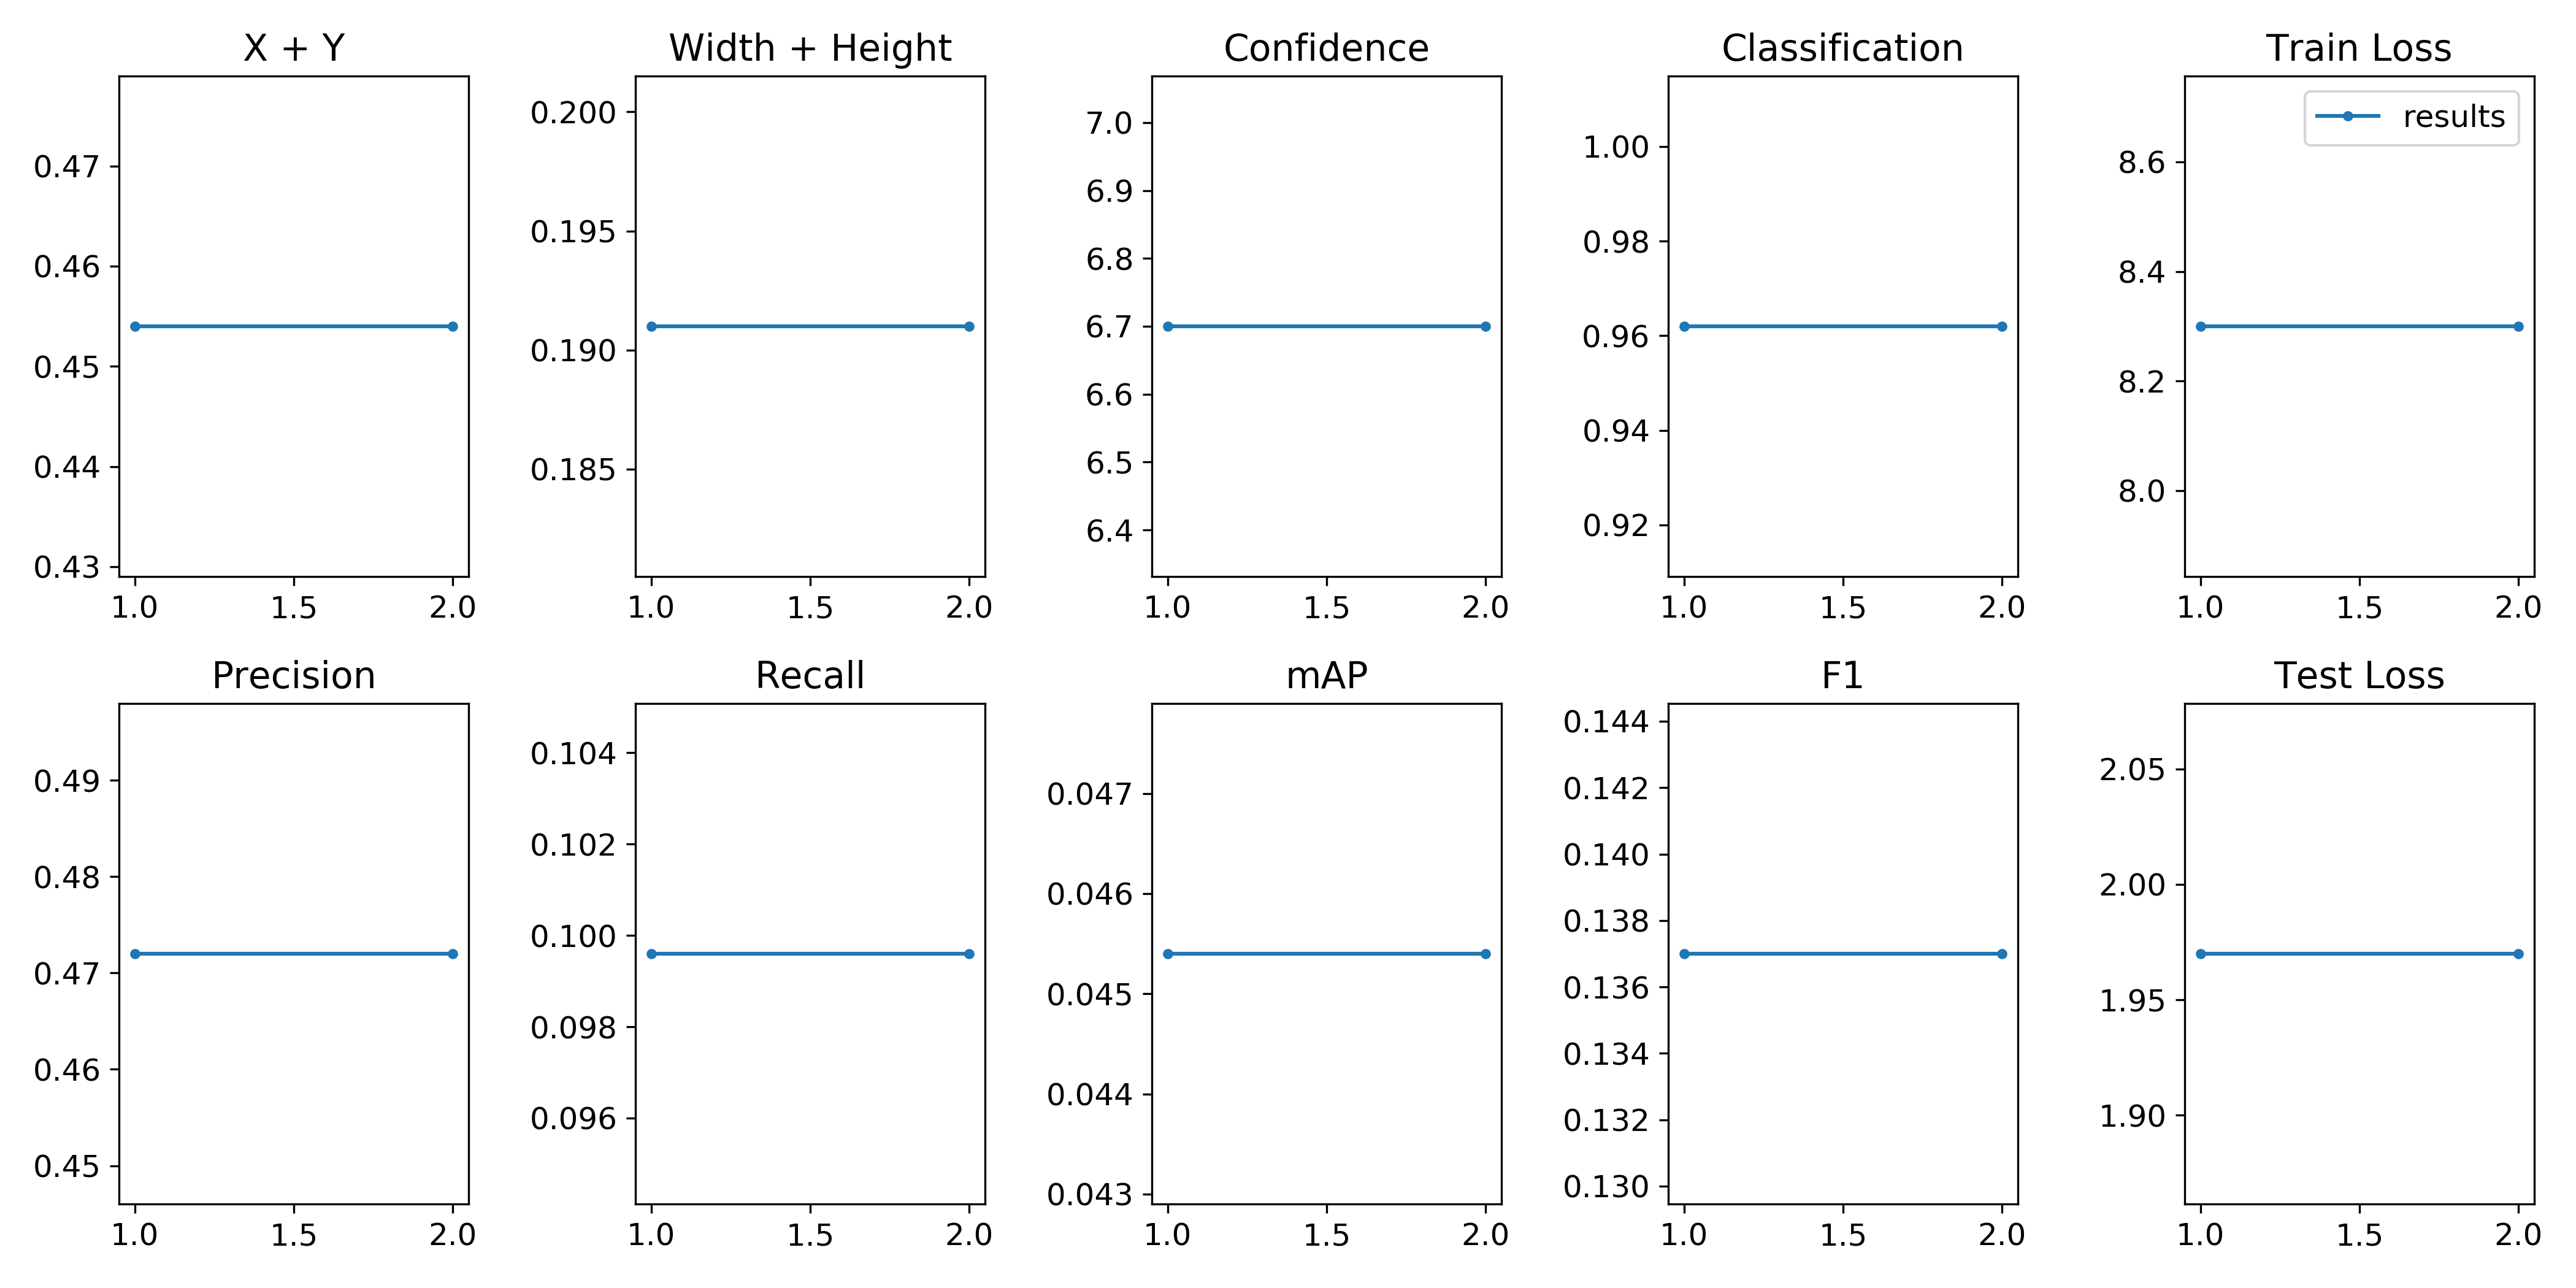 X + Y
0.47
0.46
0.45
0.44
0.43
1.0 1.5 2.0
Width + Height
0.200
0.195
0.190
0.185
1.0 1.5 2.0
Confidence
7.0
6.9
6.8
6.7
6.6
6.5
6.4
1.0 1.5 2.0
Classification
1.00
0.98
0.96
0.94
0.92
1.0 1.5 2.0
Train Loss
results
8.6
8.4
8.2
8.0
1.0 1.5 2.0
Precision
0.49
0.48
0.47
0.46
0.45
1.0 1.5 2.0
Recall
0.104
0.102
0.100
0.098
0.096
1.0 1.5 2.0
mAP
0.047
0.046
0.045
0.044
0.043
1.0 1.5 2.0
F1
0.144
0.142
0.140
0.138
0.136
0.134
0.132
0.130
1.0 1.5 2.0
Test Loss
2.05
2.00
1.95
1.90
1.0 1.5 2.0